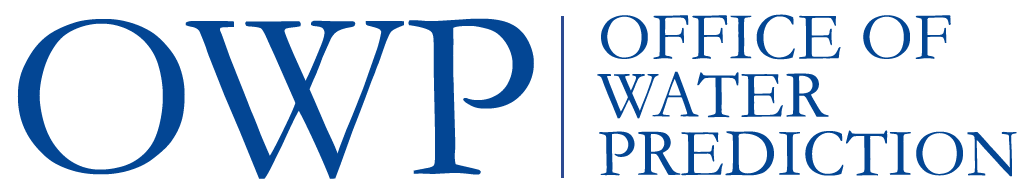 OWP
OFFICE OF
WATER
PREDICTION